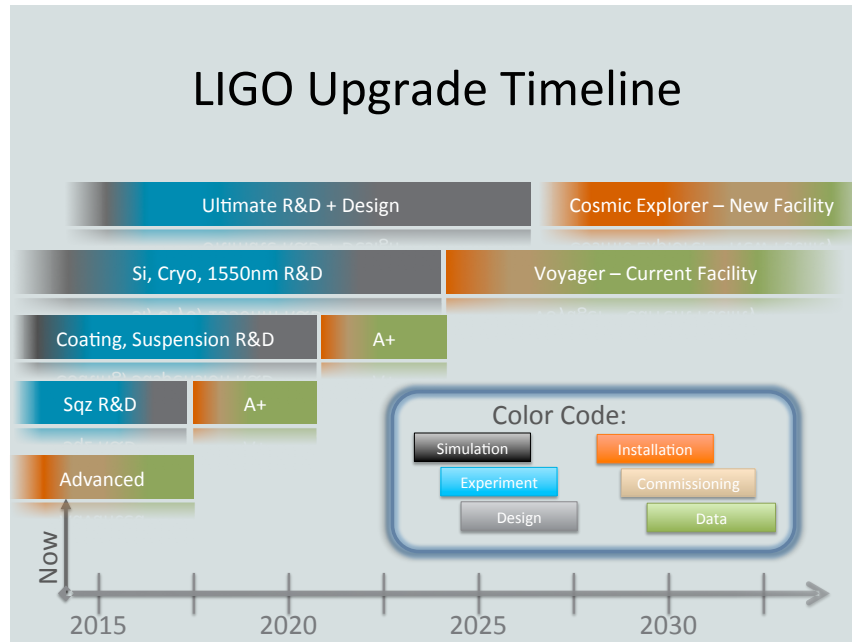 LIGO Upgrade Timeline
Ultimate R&D + Design
Cosmic Explorer – New Facility
Si, Cryo, 1550nm R&D
Voyager – Current Facility
Coating, Suspension R&D
A+
Sqz R&D
A+
Advanced
Color Code:
Simulation
Installation
Experiment
Commissioning
Design
Data
Now
2015
2020
2025
2030